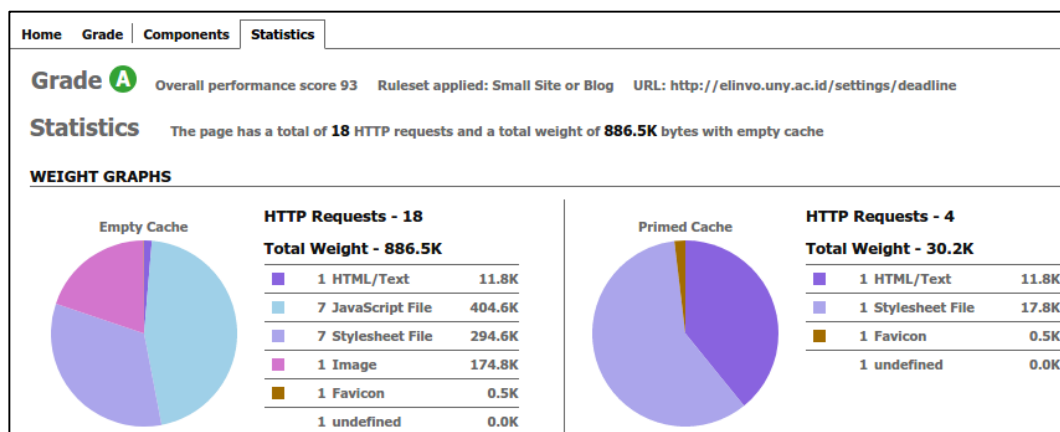 Home Grade Components Statistics
Grade A Overall performance score 93 Ruleset applied: Small Site or Blog URL: http://elinvo.uny.ac.id/settings/deadline
Statistics The page has a total of 18 HTTP requests and a total weight of 886.5K bytes with empty cache
WEIGHT GRAPHS
Empty Cache
HTTP Requests - 18
Total Weight - 886.5K
1 HTML/Text 11.8K
7 JavaScript File 404.6K
7 Stylesheet File 294.6K
1 Image 174.8K
1 Favicon 0.5K
1 undefined 0.0K
Primed Cache
HTTP Requests - 4
Total Weight - 30.2K
1 HTML/Text 11.8K
1 Stylesheet File 17.8K
1 Favicon 0.5K
1 undefined 0.0K